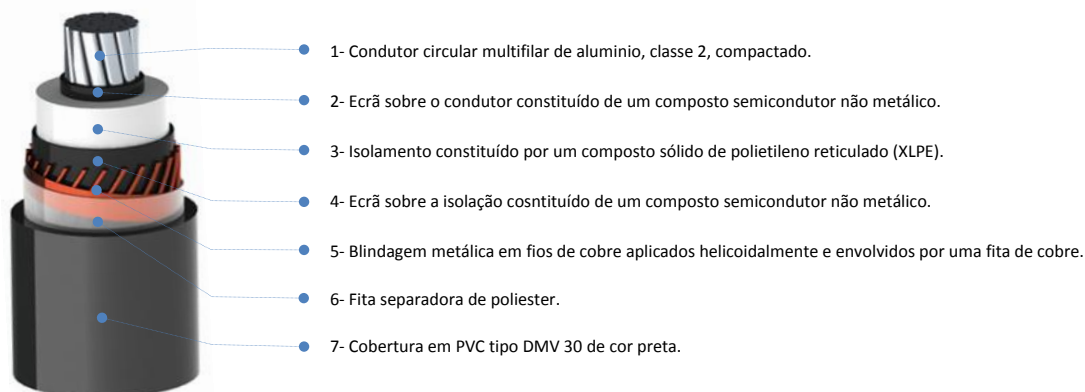 1- Condutor circular multifilar de aluminio, classe 2, compactado.
2- Ecrã sobre o condutor constituído de um composto semicondutor não metálico.
3- Isolamento constituído por um composto sólido de polietileno reticulado (XLPE).
4- Ecrã sobre a isolação cosntituído de um composto semicondutor não metálico.
5- Blindagem metálica em fios de cobre aplicados helicoidalmente e envolvidos por uma fita de cobre.
6- Fita separadora de poliester.
7- Cobertura em PVC tipo DMV 30 de cor preta.